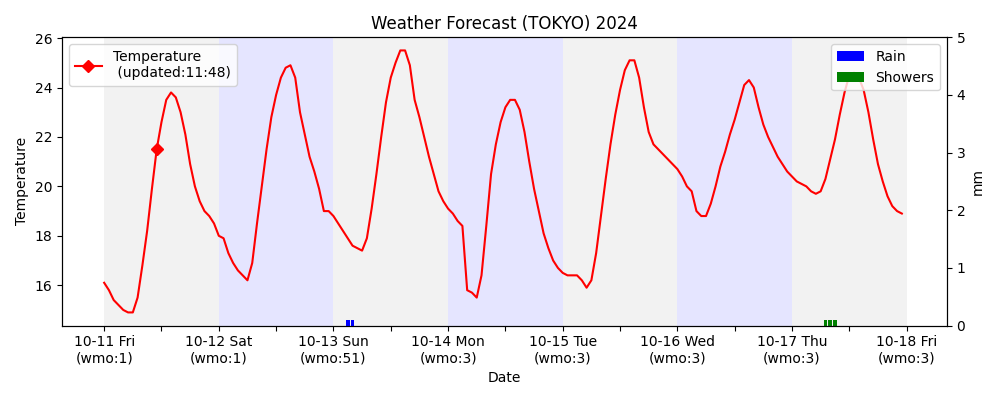 Weather Forecast (TOKYO) 2024
Temperature
(updated:11:48)
Rain
Showers
26
24
22
20
18
16
Temperature
5
4
3
2
1
0
mm
10-11 Fri
(wmo:1)
10-12 Sat
(wmo:1)
10-13 Sun
(wmo:51)
10-14 Mon
(wmo:3)
10-15 Tue
(wmo:3)
10-16 Wed
(wmo:3)
10-17 Thu
(wmo:3)
10-18 Fri
(wmo:3)
Date